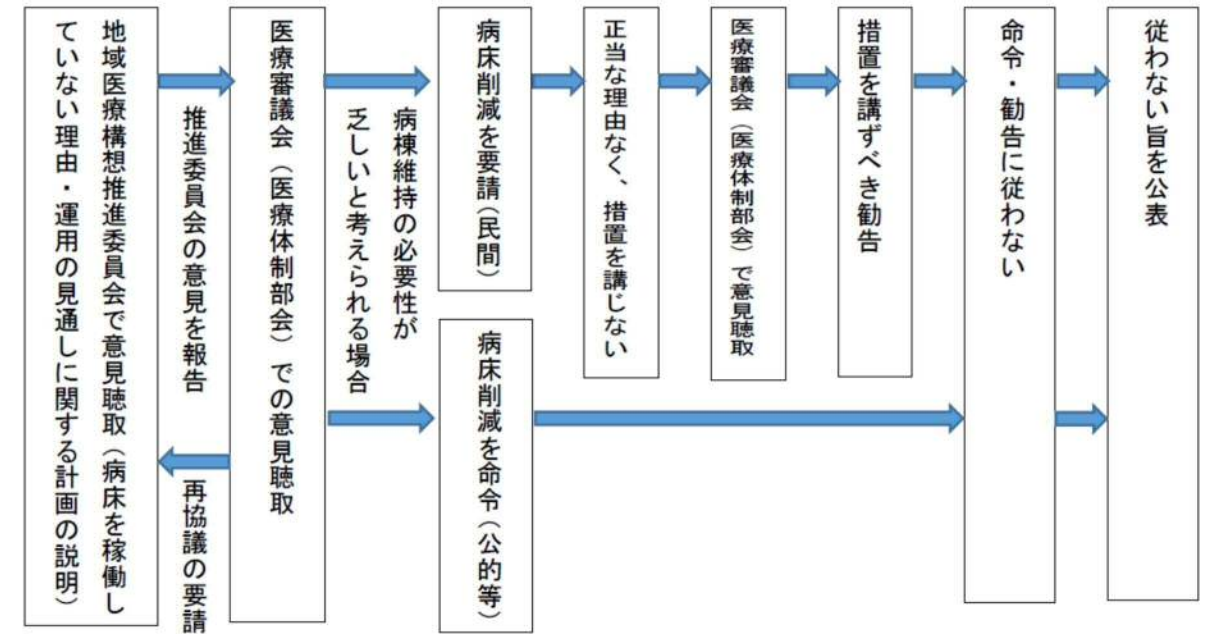 地域医療構想推進委員会で意見聴取（病床を稼働し
ていない理由・運用の見通しに関する計画の説明）
推進委員会の意見を報告
再協議の要請
医療審議会（医療体制部会）での意見聴取
病棟維持の必要性が
乏しいと考えられる場合
病床削減を要請（民間）
病床削減を命令（公的等）
正当な理由なく、措置を講じない
医療審議会（医療体制部会）で意見聴取
措置を講ずべき勧告
命令・勧告に従わない
従わない旨を公表